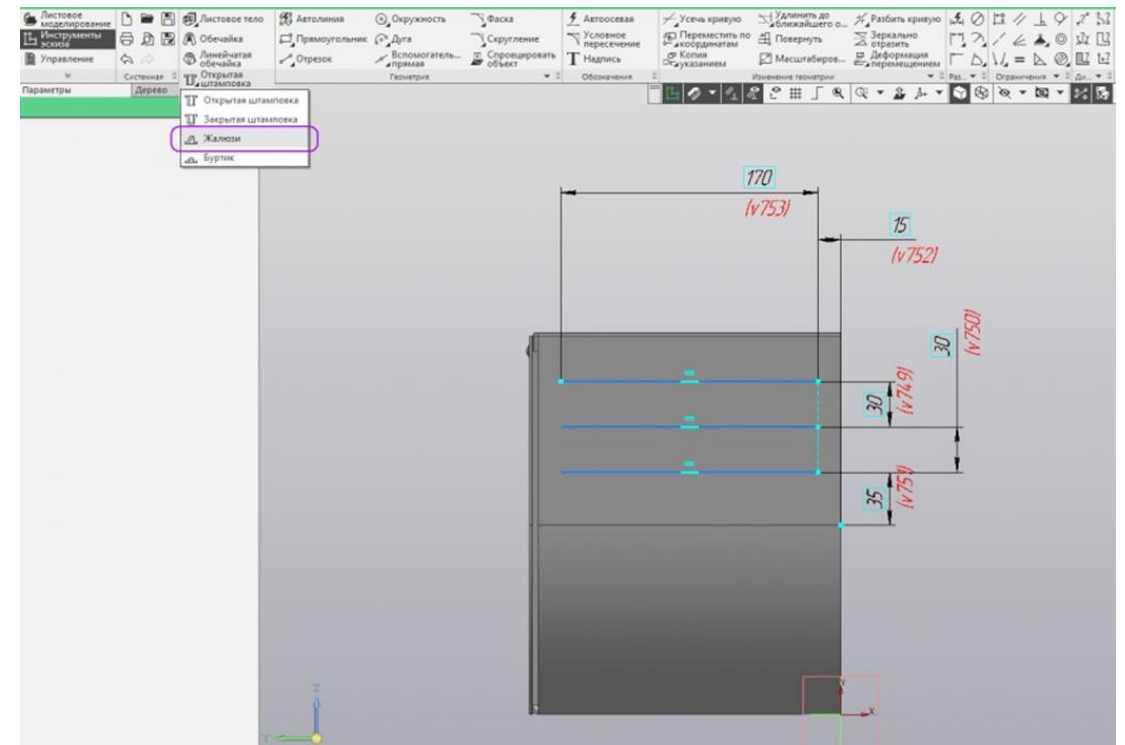 Листовое моделирование
Листовое тело
Автолиния
Окружность
Фаска
Автоосевая
Усечь кривую
Удлинить до ближайшего о...
Разбить кривую
Инструменты эскиза
Обечайка
Прямоугольник
Дуга
Скругление
Условное пересечение
Переместить по координатам
Повернуть
Зеркально отразить
Управление
Линейчатая обечайка
Отрезок
Вспомогатель... прямая
Спроецировать объект
Надпись
Копия указанием
Масштабиров...
Деформация перемещением
Системная
Открытая штамповка
Геометрия
Обозначения
Изменение геометрии
Раз...
Ограничения
Ди...
Параметры
Дерево
Открытая штамповка
Закрытая штамповка
Жалюзи
Буртик
170
(v753)
15
(v752)
30
(v750)
30
(v749)
35
(v751)
Z
Y
Y
X